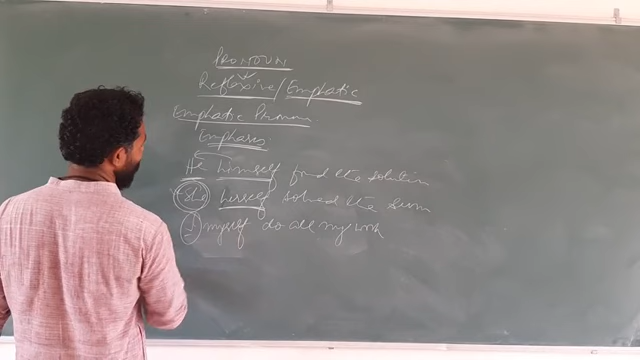 PRONOUN
Reflexive/Emphatic
Emphatic Pronoun.
Emphasis
He himself find the solution
She herself solved the sum
I myself do all my work